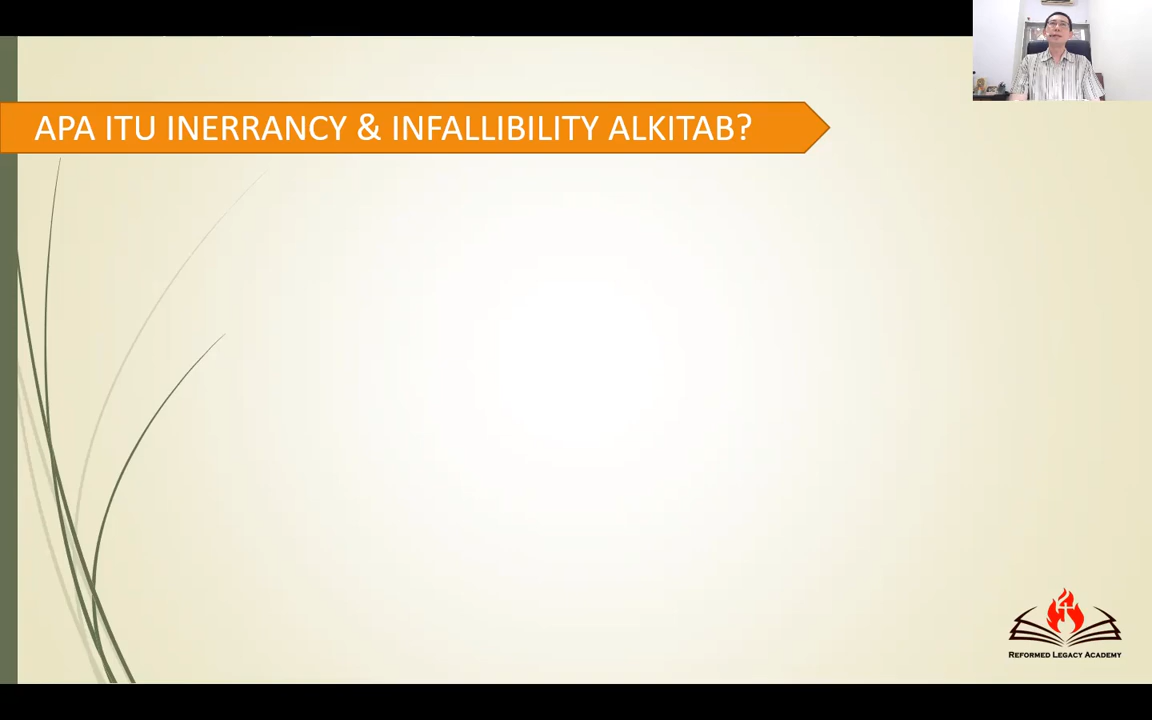 APA ITU INERRANCY & INFALLIBILITY ALKITAB?
REFORMED LEGACY ACADEMY